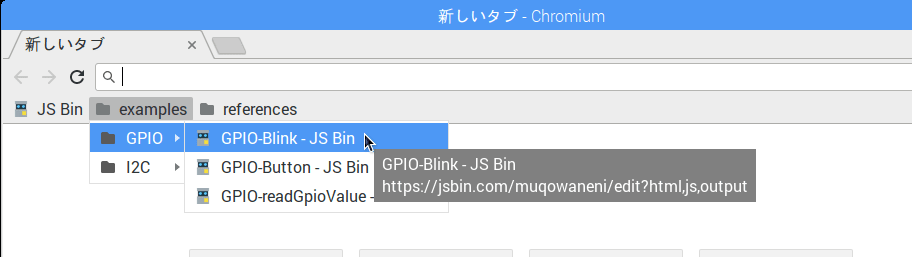 新しいタブ - Chromium
新しいタブ
JS Bin examples references
GPIO GPIO-Blink - JS Bin
GPIO-Blink - JS Bin
https://jsbin.com/muqowaneni/edit?html,js,output
I2C GPIO-Button - JS Bin
GPIO-readGpioValue -